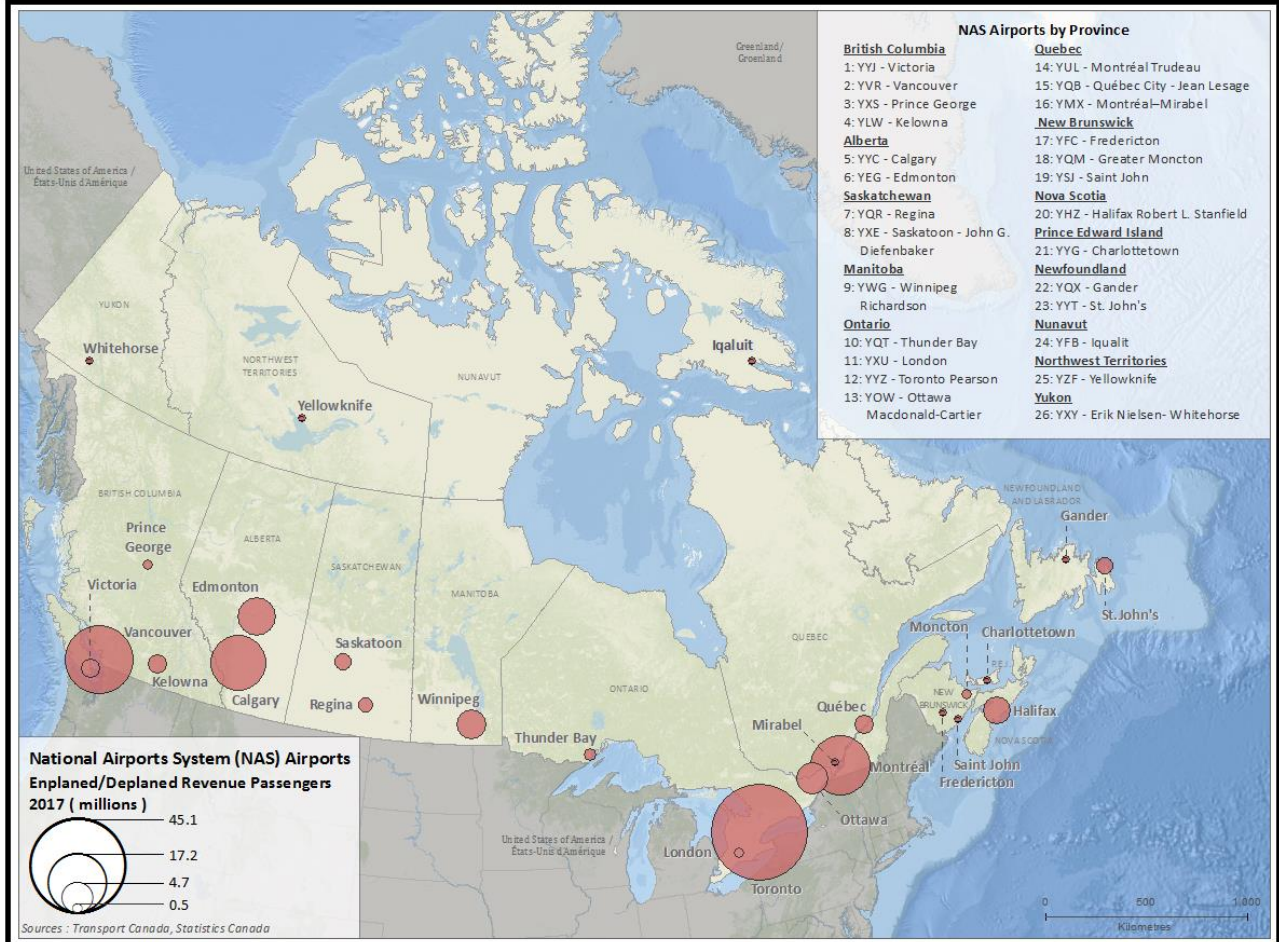 NAS Airports by Province
British Columbia
1: YYJ - Victoria
2: YVR - Vancouver
3: YXS - Prince George
4: YLW - Kelowna
Alberta
5: YYC - Calgary
6: YEG - Edmonton
Saskatchewan
7: YQR - Regina
8: YXE - Saskatoon - John G.
Diefenbaker
Manitoba
9: YWG - Winnipeg
Richardson
Ontario
10: YQT - Thunder Bay
11: YXU - London
12: YYZ - Toronto Pearson
13: YOW - Ottawa
Macdonald-Cartier
Quebec
14: YUL - Montréal Trudeau
15: YQB - Québec City - Jean Lesage
16: YMX - Montréal–Mirabel
New Brunswick
17: YFC - Fredericton
18: YQM - Greater Moncton
19: YSJ - Saint John
Nova Scotia
20: YHZ - Halifax Robert L. Stanfield
Prince Edward Island
21: YYG - Charlottetown
Newfoundland
22: YQX - Gander
23: YYT - St. John's
Nunavut
24: YFB - Iqualit
Northwest Territories
25: YZF - Yellowknife
Yukon
26: YXY - Erik Nielsen- Whitehorse
Greenland/
Groenland
United States of America /
États-Unis d'Amérique
YUKON
Whitehorse
NORTHWEST
TERRITORIES
NUNAVUT
Iqaluit
Yellowknife
BRITISH COLUMBIA
Prince
George
ALBERTA
SASKATCHEWAN
MANITOBA
Victoria
Edmonton
Vancouver
Kelowna
Calgary
Saskatoon
Regina
Winnipeg
ONTARIO
Thunder Bay
QUEBEC
NEWFOUNDLAND
AND LABRADOR
Gander
St.John's
Moncton
Charlottetown
P.E.I
NEW
BRUNSWICK
Québec
Mirabel
Montréal
Halifax
NOVA SCOTIA
Saint John
Fredericton
Ottawa
United States of America /
États-Unis d'Amérique
London
Toronto
National Airports System (NAS) Airports
Enplaned/Deplaned Revenue Passengers
2017 ( millions )
45.1
17.2
4.7
0.5
Sources : Transport Canada, Statistics Canada
0 500 1,000
Kilometres